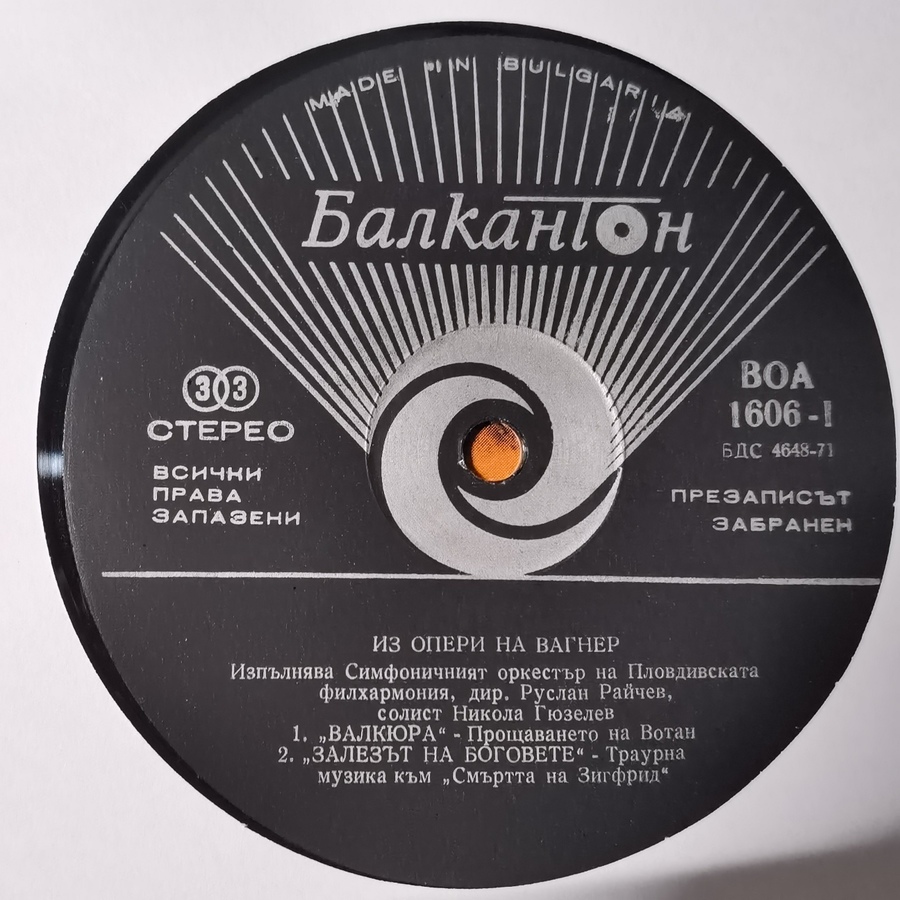 MADE IN BULGARIA
Балкантон
33
СТЕРЕО
ВСИЧКИ
ПРАВА
ЗАПАЗЕНИ
ВОА
1606-I
БДС 4648-71
ПРЕЗАПИСЪТ
ЗАБРАНЕН
ИЗ ОПЕРИ НА ВАГНЕР
Изпълнява Симфоничният оркестър на Пловдивската
филхармония, дир. Руслан Райчев,
солист Никола Гюзелев
1. „ВАЛКЮРА“ - Прощаването на Вотан
2. „ЗАЛЕЗЪТ НА БОГОВЕТЕ“ - Траурна
музика към „Смъртта на Зигфрид“